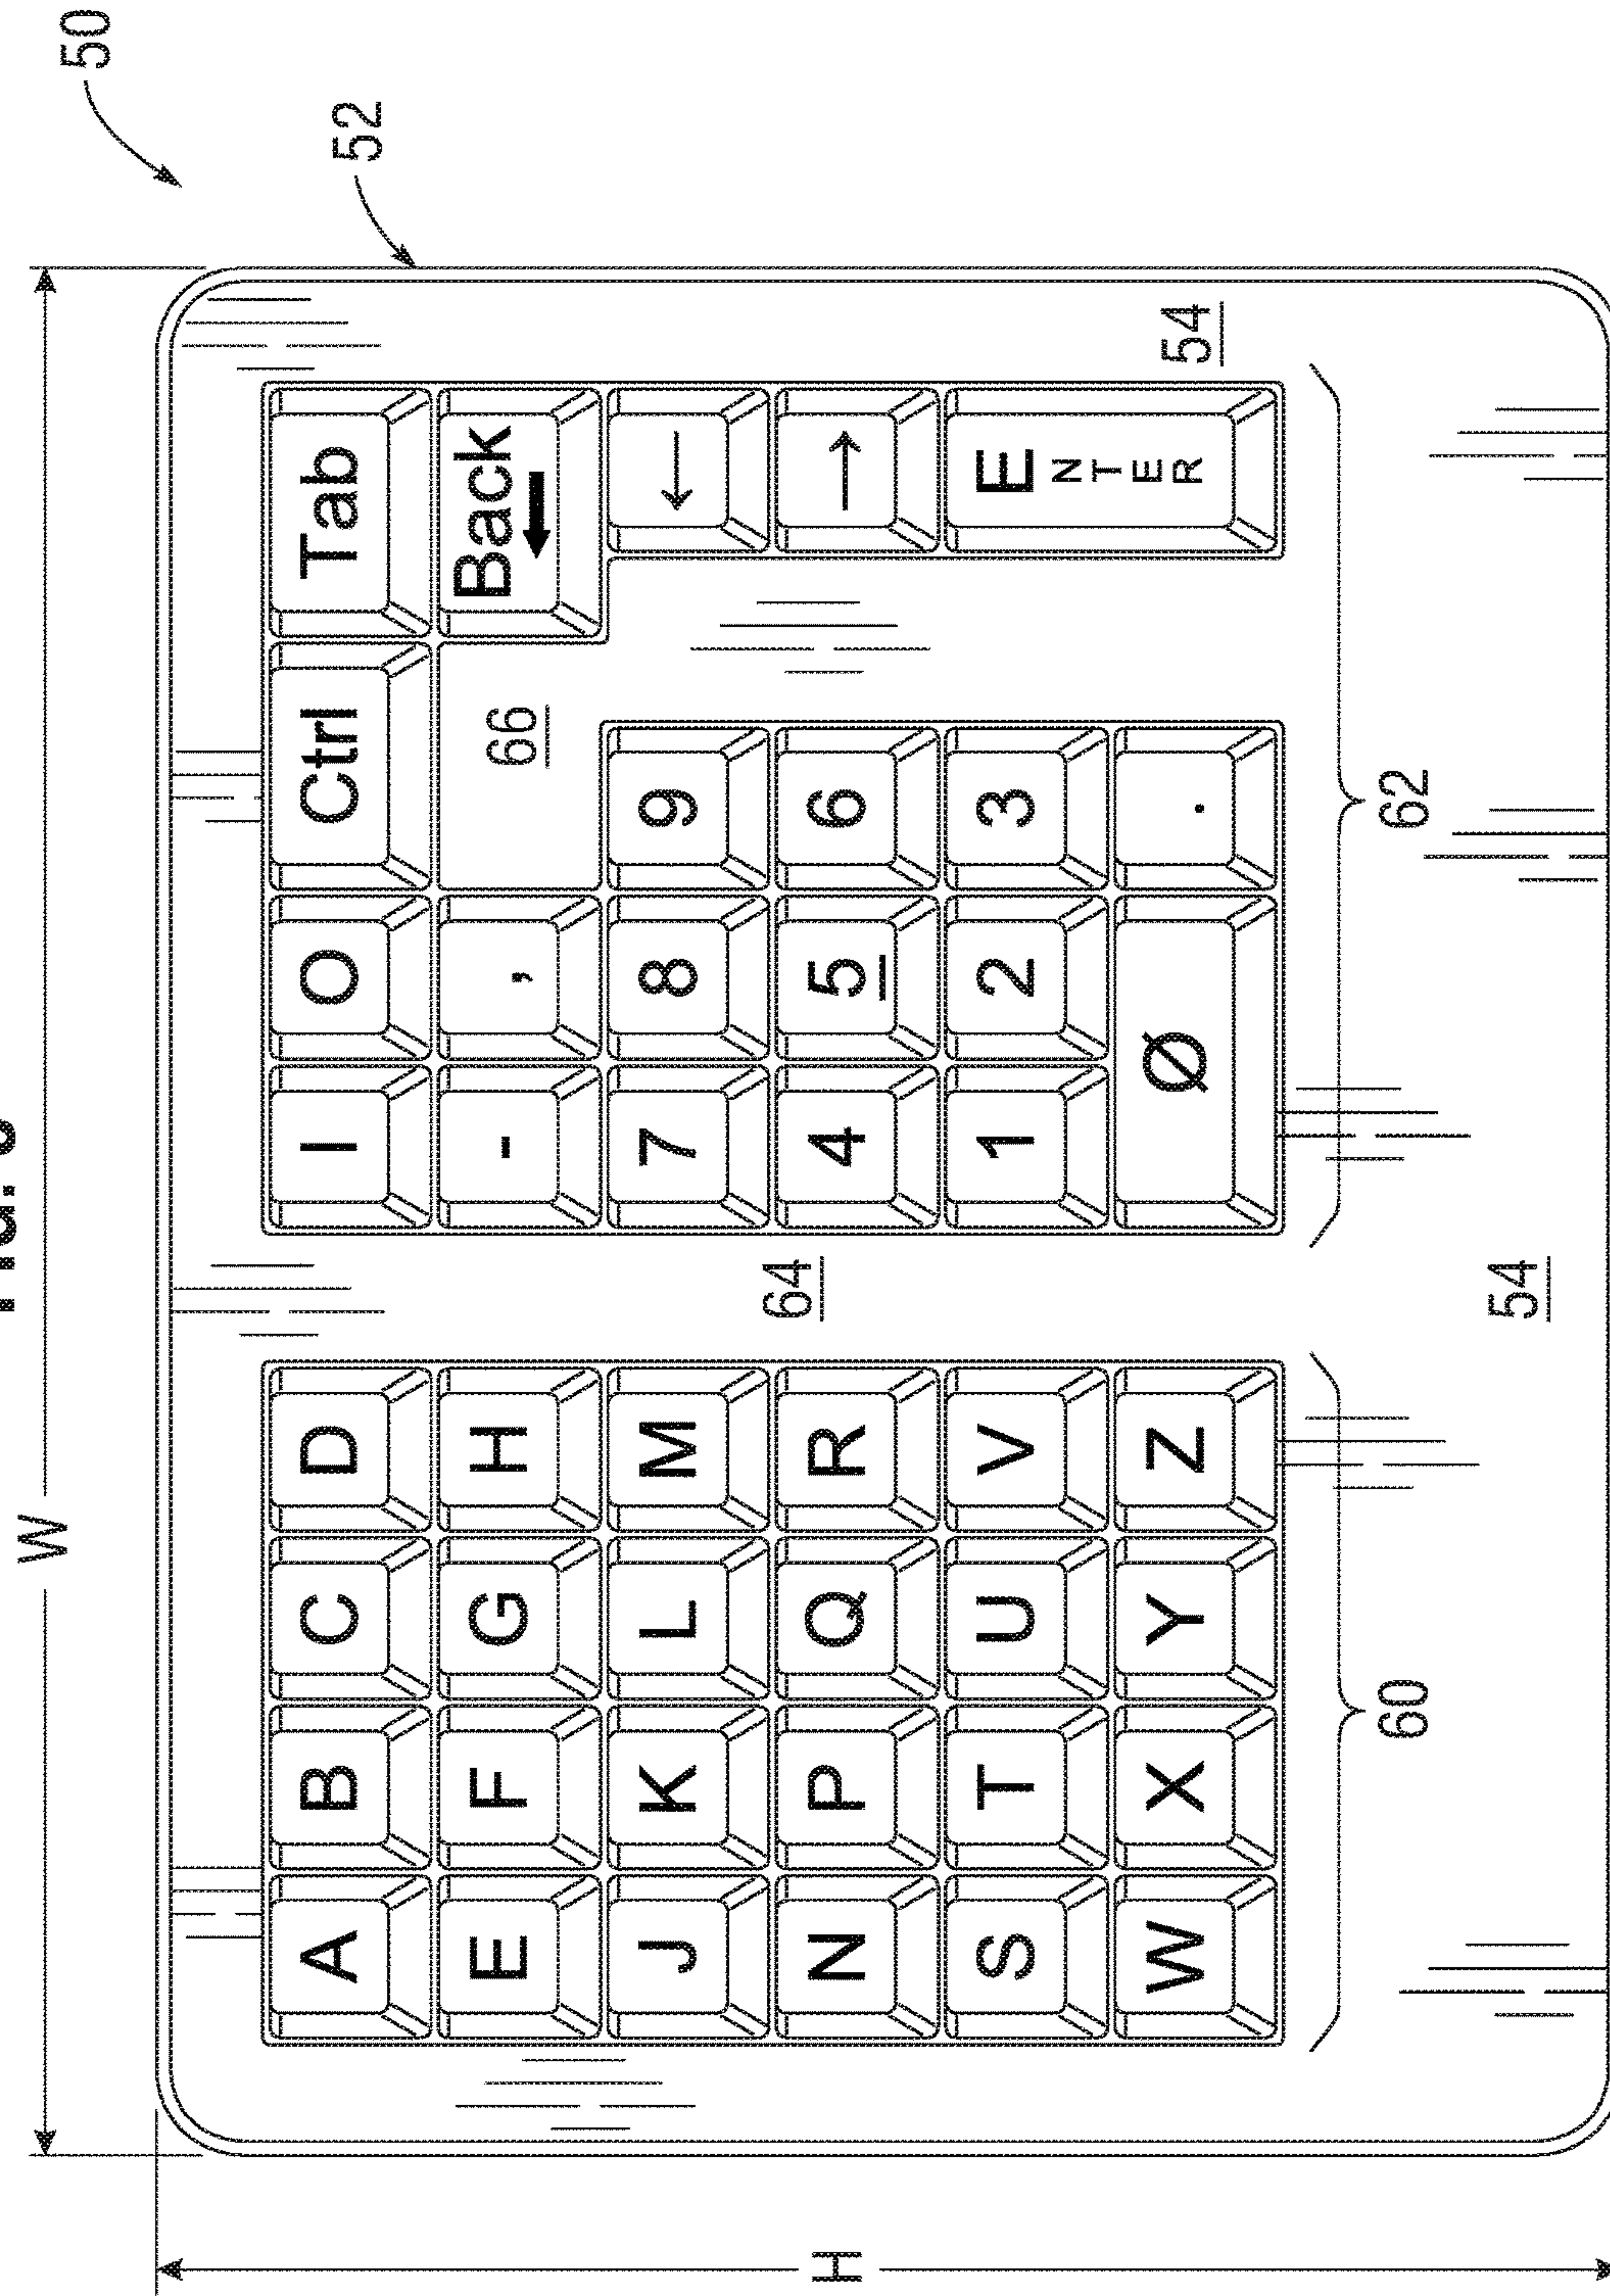 W
50
A B C D I O Ctrl Tab
52
E F G H - , Back
66
J K L M 7 8 9 ←
64
H
N P Q R 4 5 6 →
S T U V 1 2 3 ENTER
W X Y Z Ø .
54
60 62
54